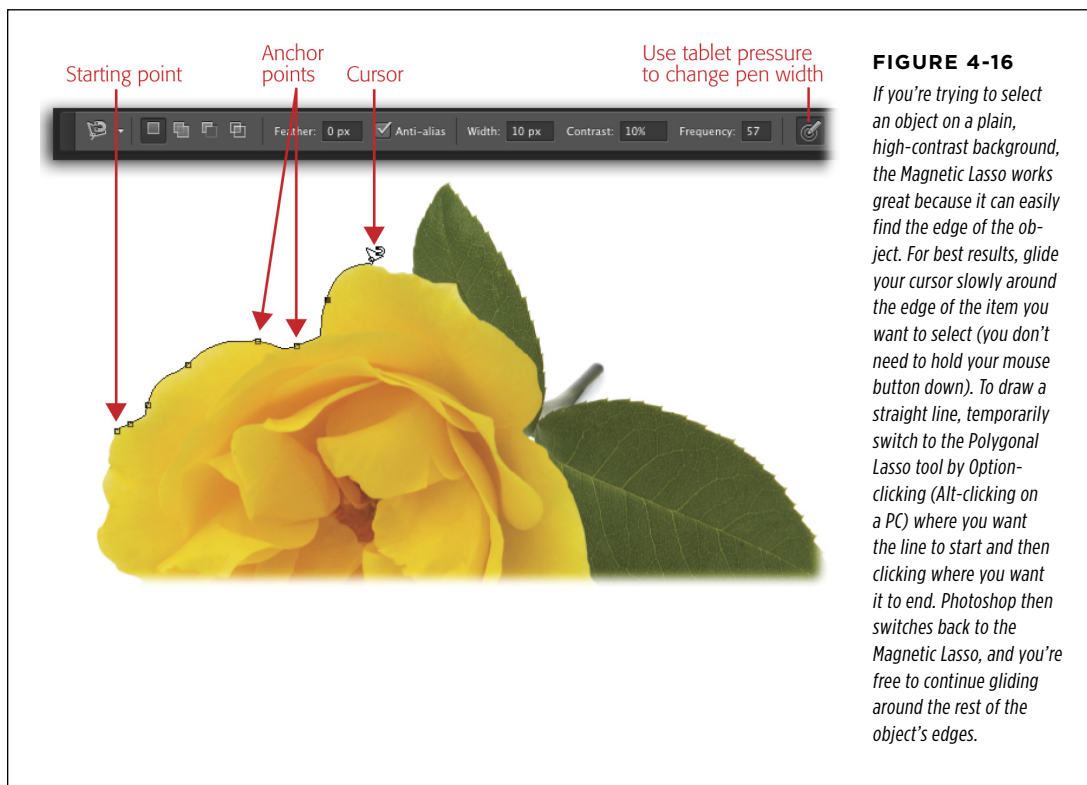 Starting point
Anchor
points
Cursor
Use tablet pressure
to change pen width
Feather: 0 px Anti-alias Width: 10 px Contrast: 10% Frequency: 57
FIGURE 4-16
If you’re trying to select
an object on a plain,
high-contrast background,
the Magnetic Lasso works
great because it can easily
find the edge of the ob-
ject. For best results, glide
your cursor slowly around
the edge of the item you
want to select (you don’t
need to hold your mouse
button down). To draw a
straight line, temporarily
switch to the Polygonal
Lasso tool by Option-
clicking (Alt-clicking on
a PC) where you want
the line to start and then
clicking where you want
it to end. Photoshop then
switches back to the
Magnetic Lasso, and you’re
free to continue gliding
around the rest of the
object’s edges.